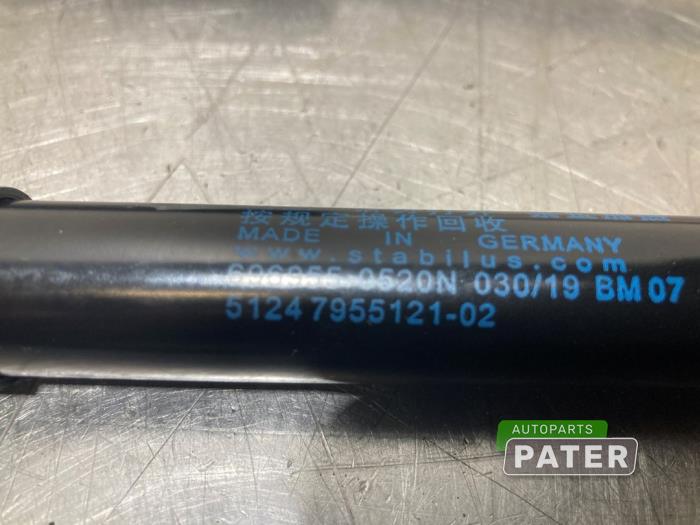 按规定操作回收
MADE IN GERMANY
www.stabilus.com
0520N 030/19 BM 07
51247955121-02
AUTOPARTS
PATER